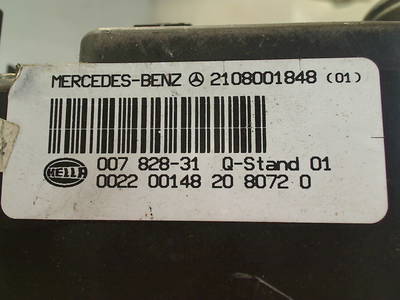 MERCEDES-BENZ 2108001848 (01)
HELLA 007 828-31 Q-Stand 01
0022 00148 20 8072 0